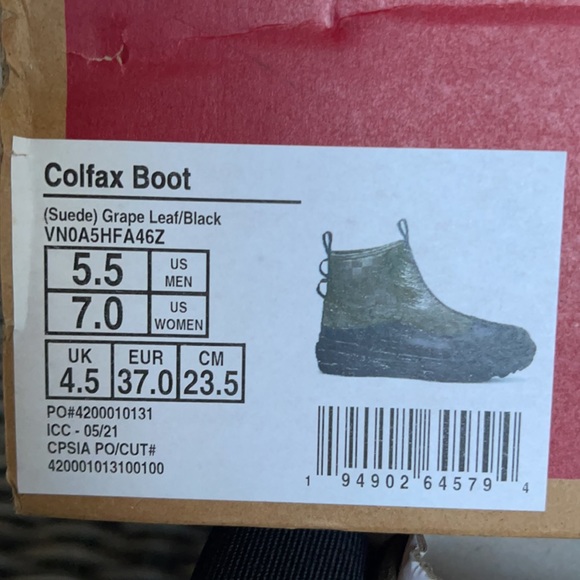 Colfax Boot
(Suede) Grape Leaf/Black
VN0A5HFA46Z
5.5 US MEN
7.0 US WOMEN
UK EUR CM
4.5 37.0 23.5
PO#4200010131
ICC - 05/21
CPSIA PO/CUT#
420001013100100
1 94902 64579 4